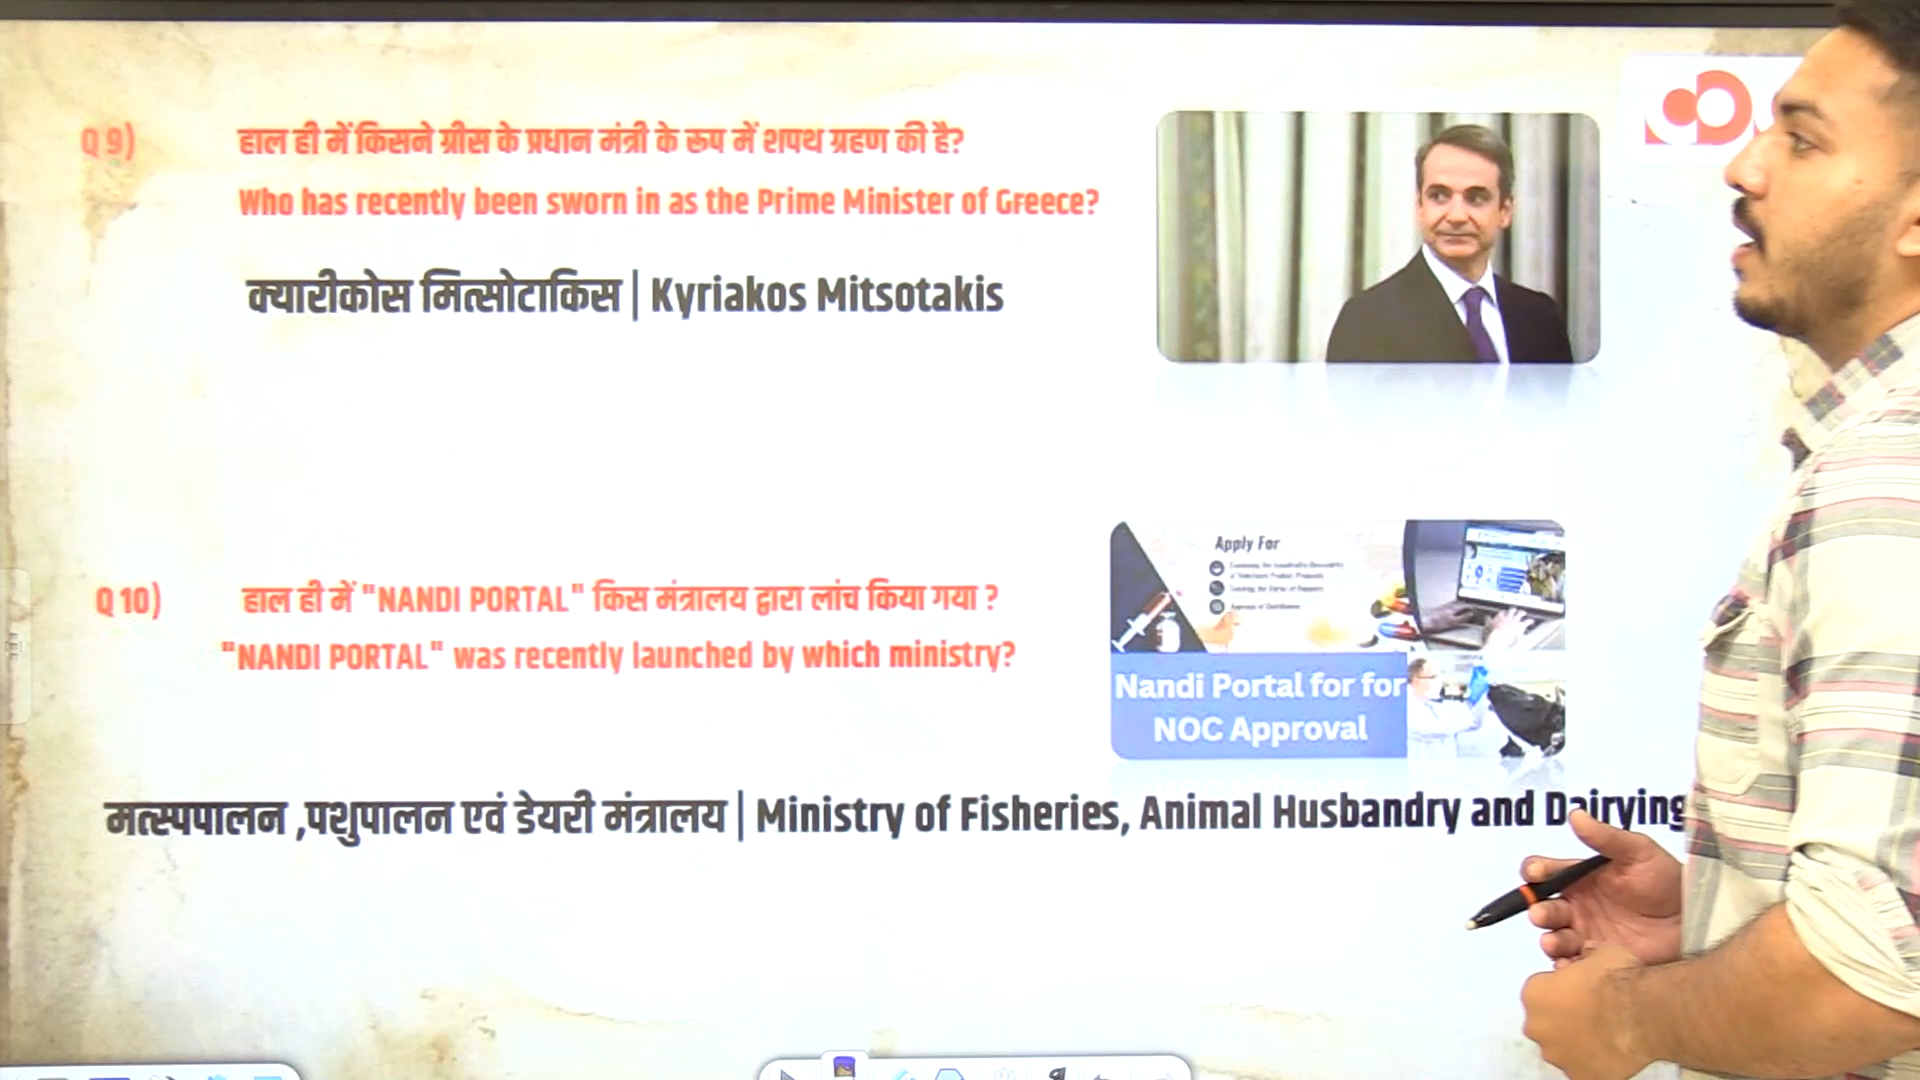 Q 9)
हाल ही में किसने ग्रीस के प्रधान मंत्री के रूप में शपथ ग्रहण की है?
Who has recently been sworn in as the Prime Minister of Greece?
क्यारीकोस मित्सोटाकिस | Kyriakos Mitsotakis
Q 10)
हाल ही में "NANDI PORTAL" किस मंत्रालय द्वारा लांच किया गया ?
"NANDI PORTAL" was recently launched by which ministry?
Apply For
Nandi Portal for for
NOC Approval
मत्स्पपालन ,पशुपालन एवं डेयरी मंत्रालय | Ministry of Fisheries, Animal Husbandry and Dairying